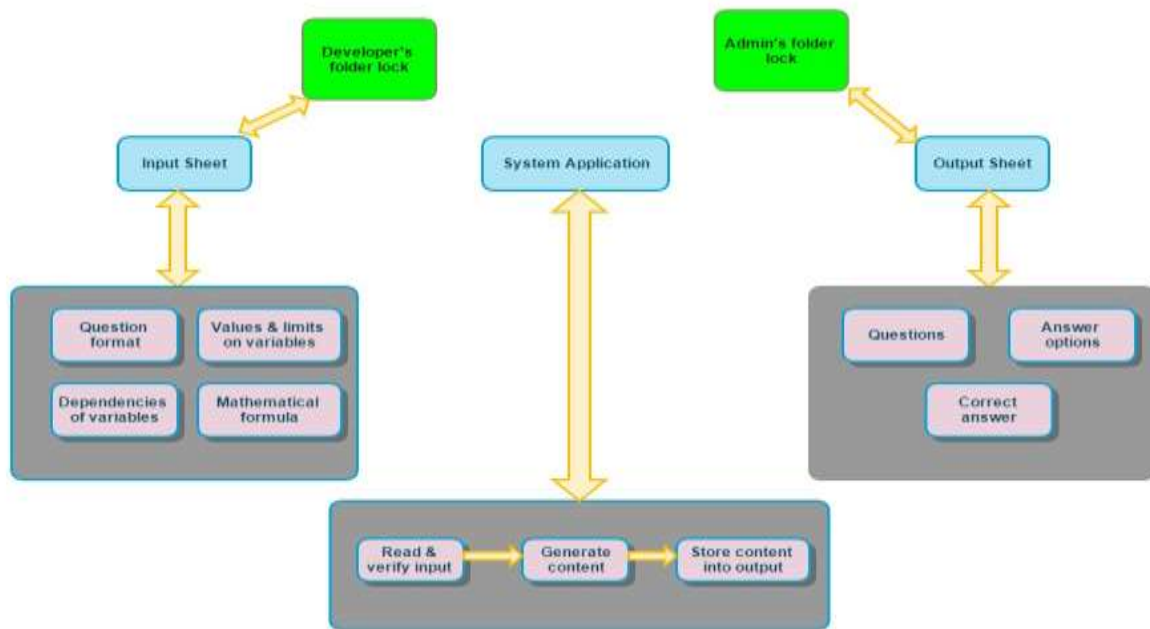 Developer's
folder lock
Admin's folder
lock
Input Sheet
System Application
Output Sheet
Question
format
Values & limits
on variables
Dependencies
of variables
Mathematical
formula
Questions
Answer
options
Correct
answer
Read &
verify input
Generate
content
Store content
into output